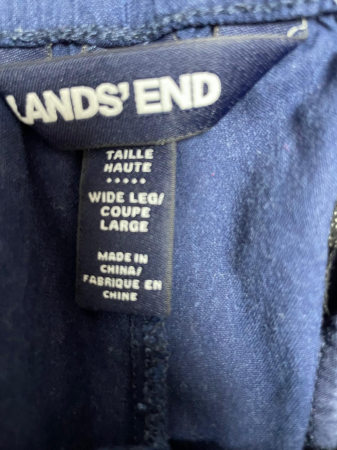 LANDS' END
TAILLE
HAUTE
•••••
WIDE LEG/
COUPE
LARGE
MADE IN
CHINA/
FABRIQUE EN
CHINE